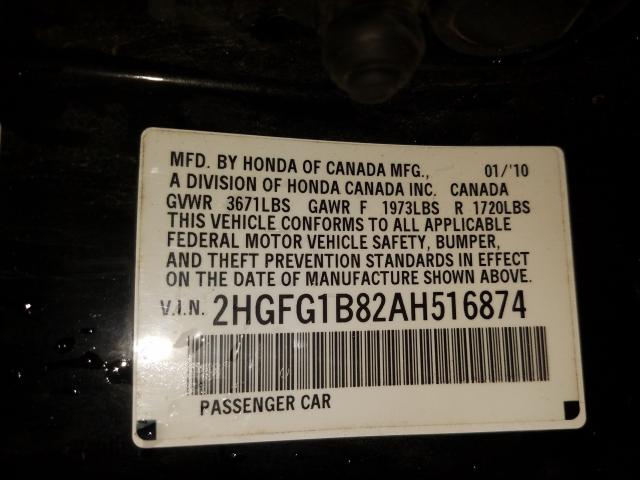 MFD. BY HONDA OF CANADA MFG., 01/'10
A DIVISION OF HONDA CANADA INC. CANADA
GVWR 3671LBS GAWR F 1973LBS R 1720LBS
THIS VEHICLE CONFORMS TO ALL APPLICABLE
FEDERAL MOTOR VEHICLE SAFETY, BUMPER,
AND THEFT PREVENTION STANDARDS IN EFFECT
ON THE DATE OF MANUFACTURE SHOWN ABOVE.
V.I.N. 2HGFG1B82AH516874
PASSENGER CAR